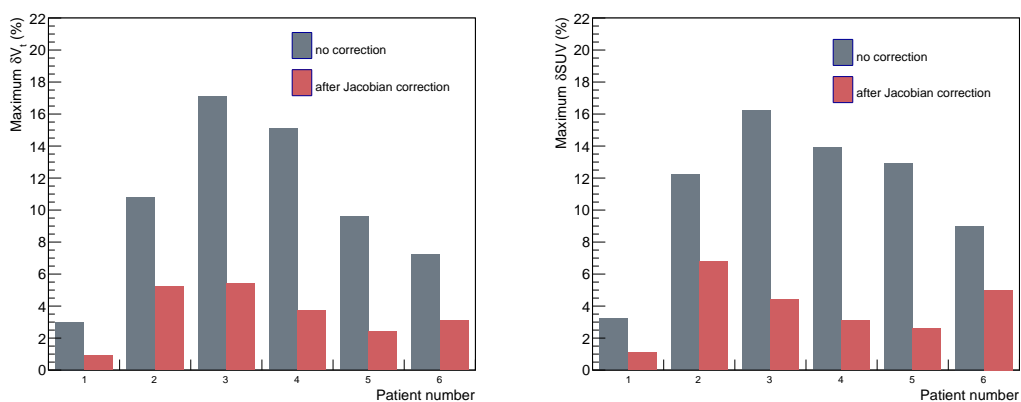 Maximum δVt (%)
22
20
18
16
14
12
10
8
6
4
2
0
no correction
after Jacobian correction
1 2 3 4 5 6
Patient number
Maximum δSUV (%)
22
20
18
16
14
12
10
8
6
4
2
0
no correction
after Jacobian correction
1 2 3 4 5 6
Patient number